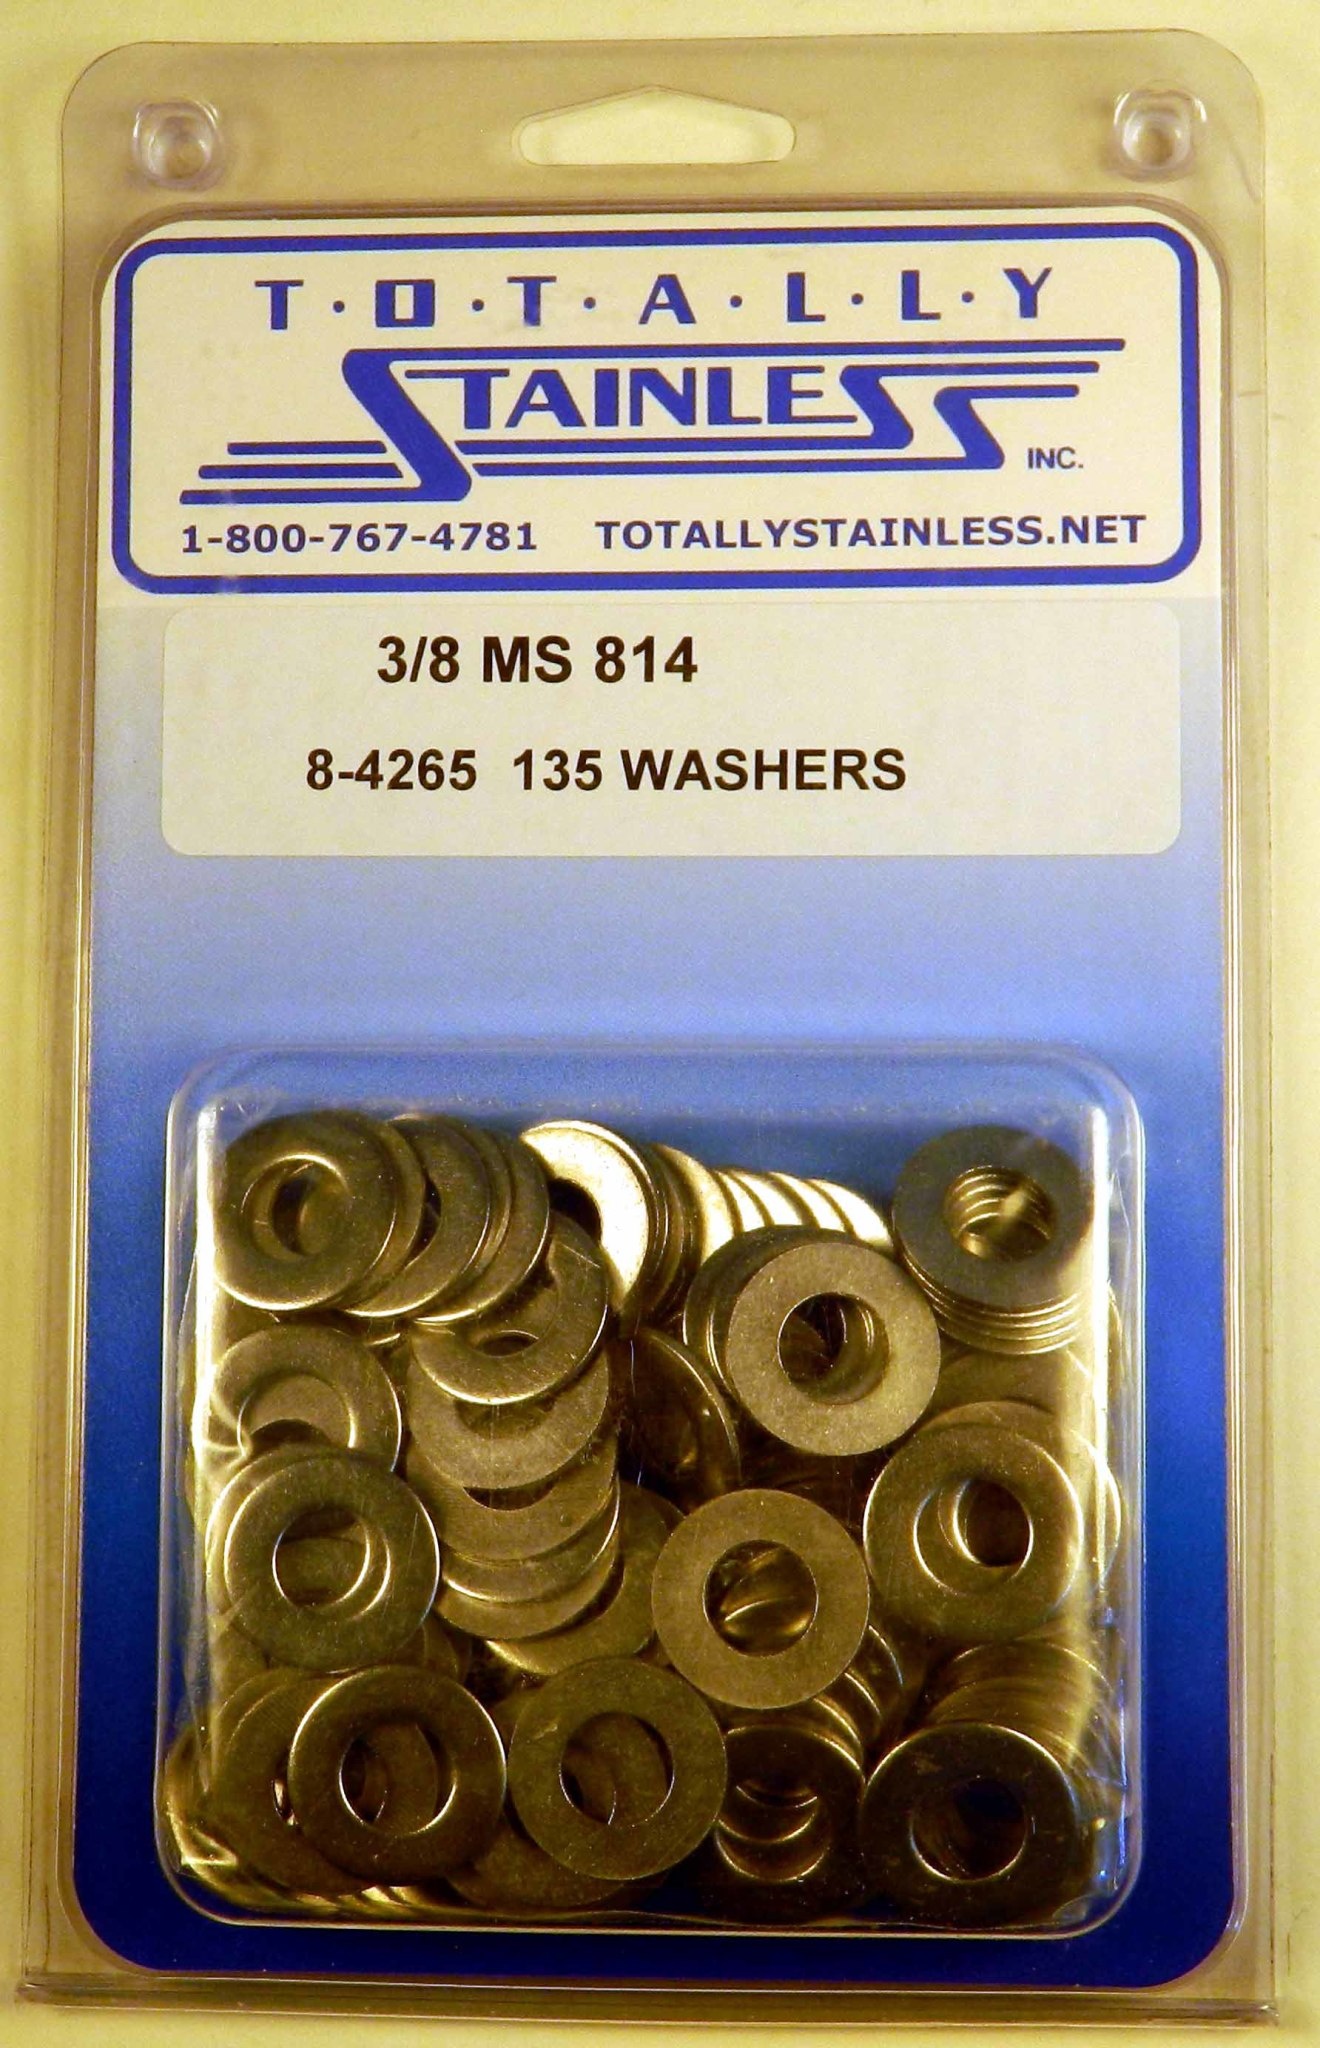 T·O·T·A·L·L·Y
STAINLESS
INC.
1-800-767-4781 TOTALLYSTAINLESS.NET
3/8 MS 814
8-4265 135 WASHERS